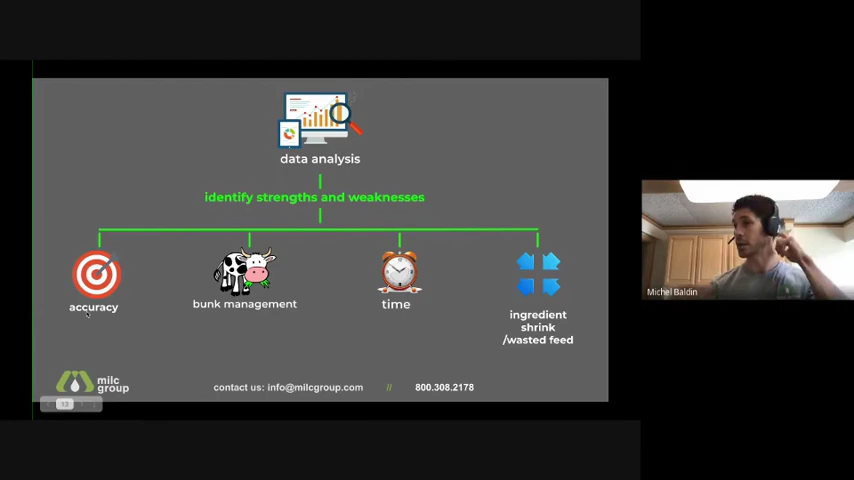 data analysis
identify strengths and weaknesses
accuracy
bunk management
time
ingredient
shrink
/wasted feed
milc
group
contact us: info@milcgroup.com // 800.308.2178
13
Michel Baldin